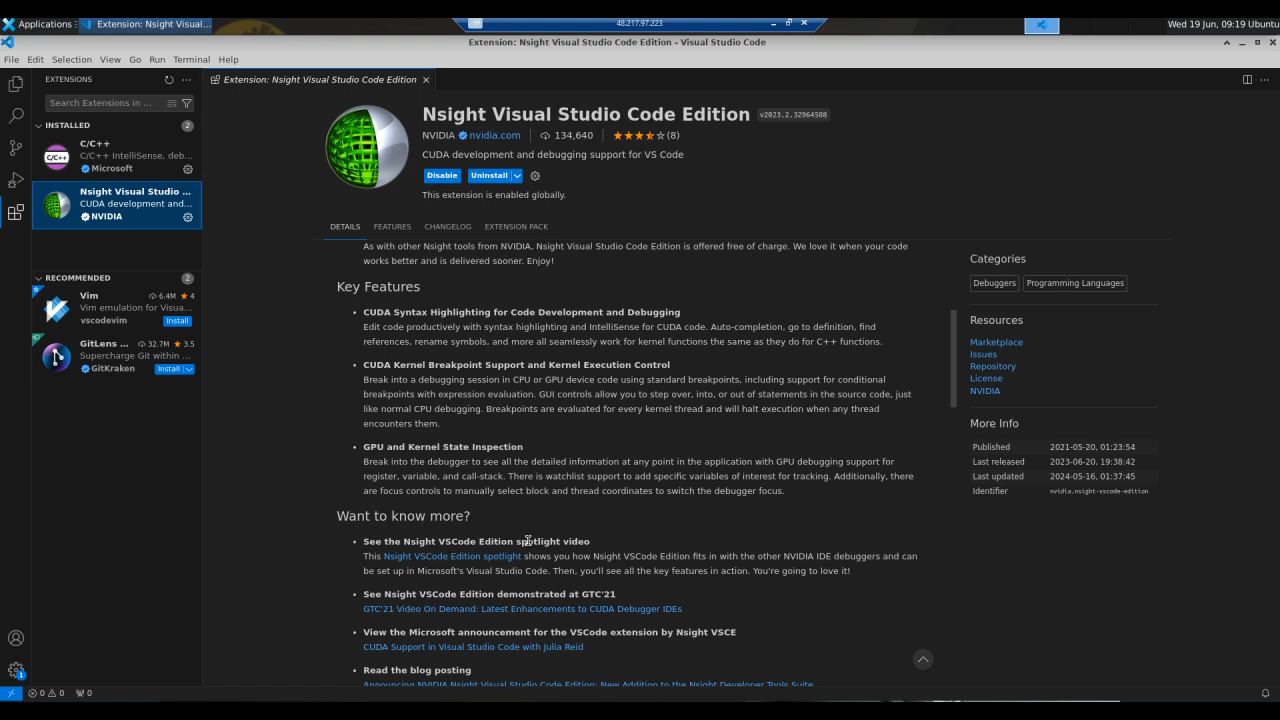 Applications
Extension: Nsight Visual...
48.217.97.223
Wed 19 Jun, 09:19 Ubuntu
Extension: Nsight Visual Studio Code Edition - Visual Studio Code
File Edit Selection View Go Run Terminal Help
EXTENSIONS
Extension: Nsight Visual Studio Code Edition
Search Extensions in ...
INSTALLED 2
C/C++
C/C++
C/C++ IntelliSense, deb...
Microsoft
Nsight Visual Studio ...
CUDA development and...
NVIDIA
RECOMMENDED 2
Vim 6.4M 4
Vim emulation for Visua...
vscodevim Install
GitLens ... 32.7M 3.5
Supercharge Git within ...
GitKraken Install
Nsight Visual Studio Code Edition v2023.2.32964508
NVIDIA nvidia.com 134,640 (8)
CUDA development and debugging support for VS Code
Disable Uninstall
This extension is enabled globally.
DETAILS FEATURES CHANGELOG EXTENSION PACK
As with other Nsight tools from NVIDIA, Nsight Visual Studio Code Edition is offered free of charge. We love it when your code
works better and is delivered sooner. Enjoy!
Key Features
• CUDA Syntax Highlighting for Code Development and Debugging
Edit code productively with syntax highlighting and IntelliSense for CUDA code. Auto-completion, go to definition, find
references, rename symbols, and more all seamlessly work for kernel functions the same as they do for C++ functions.
• CUDA Kernel Breakpoint Support and Kernel Execution Control
Break into a debugging session in CPU or GPU device code using standard breakpoints, including support for conditional
breakpoints with expression evaluation. GUI controls allow you to step over, into, or out of statements in the source code, just
like normal CPU debugging. Breakpoints are evaluated for every kernel thread and will halt execution when any thread
encounters them.
• GPU and Kernel State Inspection
Break into the debugger to see all the detailed information at any point in the application with GPU debugging support for
register, variable, and call-stack. There is watchlist support to add specific variables of interest for tracking. Additionally, there
are focus controls to manually select block and thread coordinates to switch the debugger focus.
Want to know more?
• See the Nsight VSCode Edition spotlight video
This Nsight VSCode Edition spotlight shows you how Nsight VSCode Edition fits in with the other NVIDIA IDE debuggers and can
be set up in Microsoft's Visual Studio Code. Then, you'll see all the key features in action. You're going to love it!
• See Nsight VSCode Edition demonstrated at GTC'21
GTC'21 Video On Demand: Latest Enhancements to CUDA Debugger IDEs
• View the Microsoft announcement for the VSCode extension by Nsight VSCE
CUDA Support in Visual Studio Code with Julia Reid
• Read the blog posting
Announcing NVIDIA Nsight Visual Studio Code Edition: New Addition to the Nsight Developer Tools Suite
Categories
Debuggers Programming Languages
Resources
Marketplace
Issues
Repository
License
NVIDIA
More Info
Published 2021-05-20, 01:23:54
Last released 2023-06-20, 19:38:42
Last updated 2024-05-16, 01:37:45
Identifier nvidia.nsight-vscode-edition
1
0 0 0